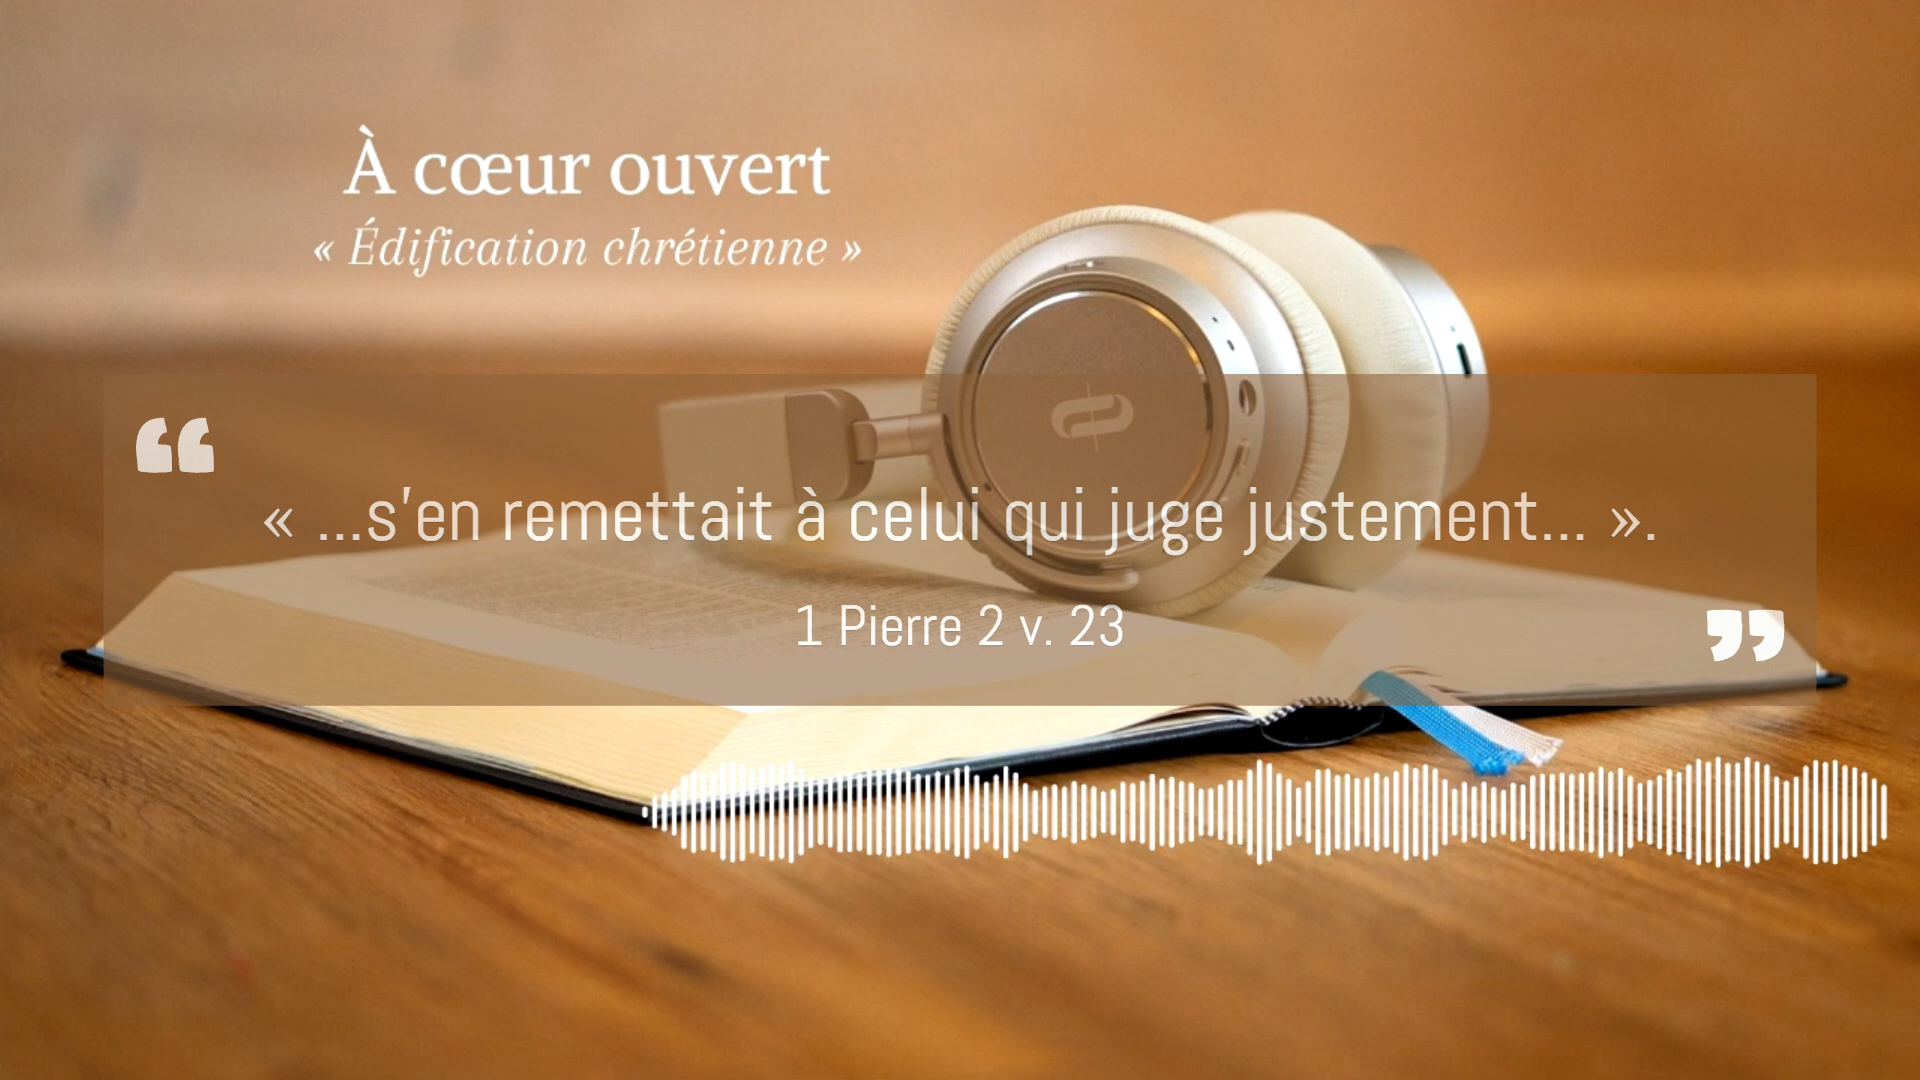 À cœur ouvert
« Édification chrétienne »
« ...s'en remettait à celui qui juge justement... ».
1 Pierre 2 v. 23